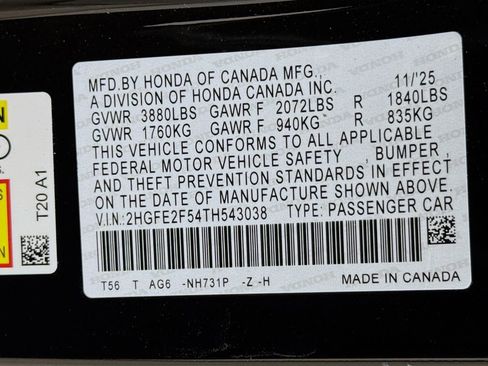 MFD.BY HONDA OF CANADA MFG., 11/'25
A DIVISION OF HONDA CANADA INC.
GVWR 3880LBS GAWR F 2072LBS R 1840LBS
GVWR 1760KG GAWR F 940KG R 835KG
THIS VEHICLE CONFORMS TO ALL APPLICABLE
FEDERAL MOTOR VEHICLE SAFETY , BUMPER,
AND THEFT PREVENTION STANDARDS IN EFFECT
ON THE DATE OF MANUFACTURE SHOWN ABOVE.
V.I.N: 2HGFE2F54TH543038 TYPE: PASSENGER CAR
T56 T AG6 -NH731P -Z -H MADE IN CANADA
T20 A1